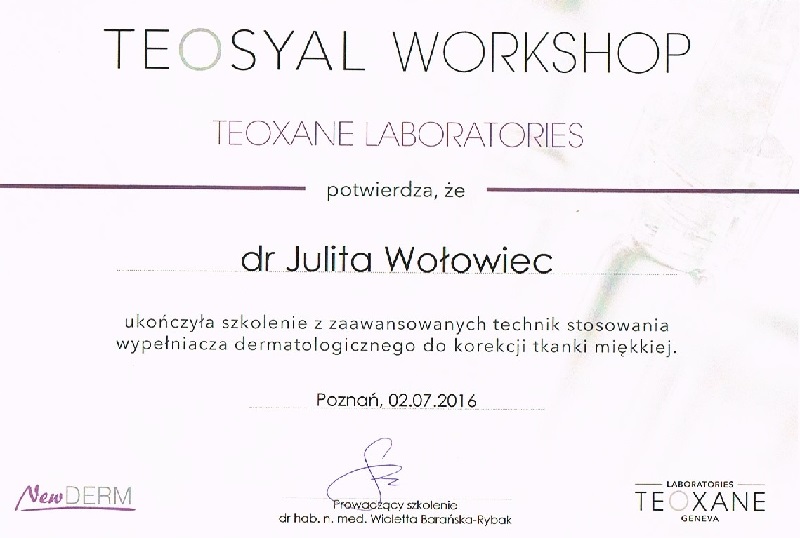 TEOSYAL WORKSHOP
TEOXANE LABORATORIES
potwierdza, że
dr Julita Wołowiec
ukończyła szkolenie z zaawansowanych technik stosowania
wypełniacza dermatologicznego do korekcji tkanki miękkiej.
Poznań, 02.07.2016
Prowadzący szkolenie
dr hab. n. med. Wioletta Barańska-Rybak
NewDERM
LABORATORIES
TEOXANE
GENEVA